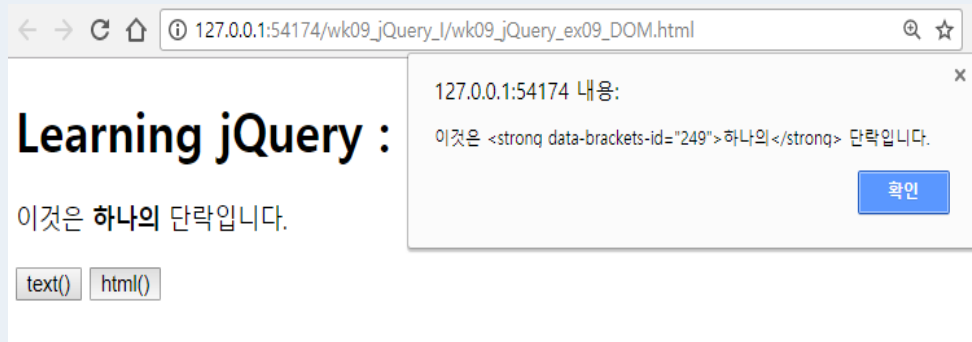 127.0.0.1:54174/wk09_jQuery_I/wk09_jQuery_ex09_DOM.html
127.0.0.1:54174 내용:
이것은 <strong data-brackets-id="249">하나의</strong> 단락입니다.
확인
Learning jQuery :
이것은 하나의 단락입니다.
text() html()